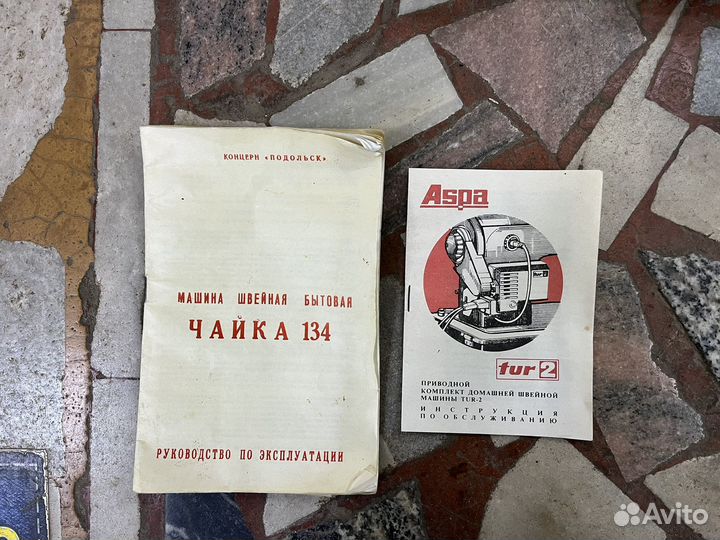 КОНЦЕРН «ПОДОЛЬСК»
МАШИНА ШВЕЙНАЯ БЫТОВАЯ
ЧАЙКА 134
РУКОВОДСТВО ПО ЭКСПЛУАТАЦИИ
Aspa
tur 2
ПРИВОДНОЙ
КОМПЛЕКТ ДОМАШНЕЙ ШВЕЙНОЙ
МАШИНЫ TUR-2
ИНСТРУКЦИЯ
ПО ОБСЛУЖИВАНИЮ
Avito